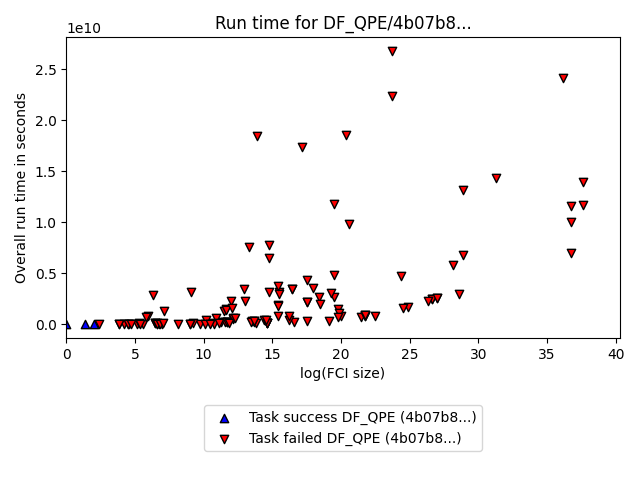 Run time for DF_QPE/4b07b8...
1e10
2.5
2.0
1.5
1.0
0.5
0.0
Overall run time in seconds
0 5 10 15 20 25 30 35 40
log(FCI size)
Task success DF_QPE (4b07b8...)
Task failed DF_QPE (4b07b8...)